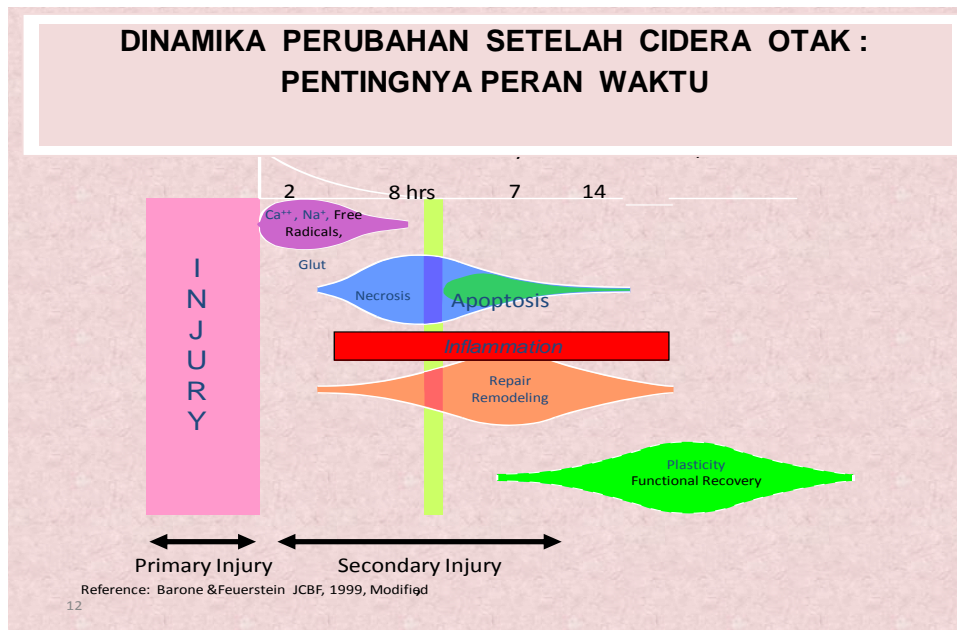 DINAMIKA PERUBAHAN SETELAH CIDERA OTAK :
PENTINGNYA PERAN WAKTU
2 8 hrs 7 14
Ca⁺⁺ , Na⁺, Free
Radicals,
Glut
I
N
J
U
R
Y
Necrosis
Apoptosis
Inflammation
Repair
Remodeling
Plasticity
Functional Recovery
Primary Injury Secondary Injury
Reference: Barone &Feuerstein JCBF, 1999, Modified
12